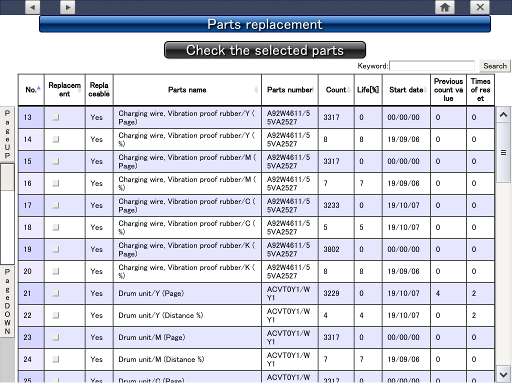 Parts replacement
Check the selected parts
Keyword: Search
No. Replacement Replaceable Parts name Parts number Count Life[%] Start date Previous count value Times of reset
13 Yes Charging wire, Vibration proof rubber/Y (Page) A92W4611/55VA2527 3317 0 00/00/00 0 0
14 Yes Charging wire, Vibration proof rubber/Y (%) A92W4611/55VA2527 8 8 19/09/06 0 0
15 Yes Charging wire, Vibration proof rubber/M (Page) A92W4611/55VA2527 3317 0 00/00/00 0 0
16 Yes Charging wire, Vibration proof rubber/M (%) A92W4611/55VA2527 7 7 19/09/06 0 0
17 Yes Charging wire, Vibration proof rubber/C (Page) A92W4611/55VA2527 3233 0 19/10/07 0 0
18 Yes Charging wire, Vibration proof rubber/C (%) A92W4611/55VA2527 5 5 19/10/07 0 0
19 Yes Charging wire, Vibration proof rubber/K (Page) A92W4611/55VA2527 3802 0 00/00/00 0 0
20 Yes Charging wire, Vibration proof rubber/K (%) A92W4611/55VA2527 8 8 19/09/06 0 0
21 Yes Drum unit/Y (Page) ACVT0Y1/WY1 3229 0 19/10/07 4 2
22 Yes Drum unit/Y (Distance %) ACVT0Y1/WY1 4 4 19/10/07 0 2
23 Yes Drum unit/M (Page) ACVT0Y1/WY1 3317 0 00/00/00 0 0
24 Yes Drum unit/M (Distance %) ACVT0Y1/WY1 7 7 19/09/06 0 0
25 Yes Drum unit/C (Page) ACVT0Y1/W 3317 0 00/00/00 0 0
PageUP
PageDOWN